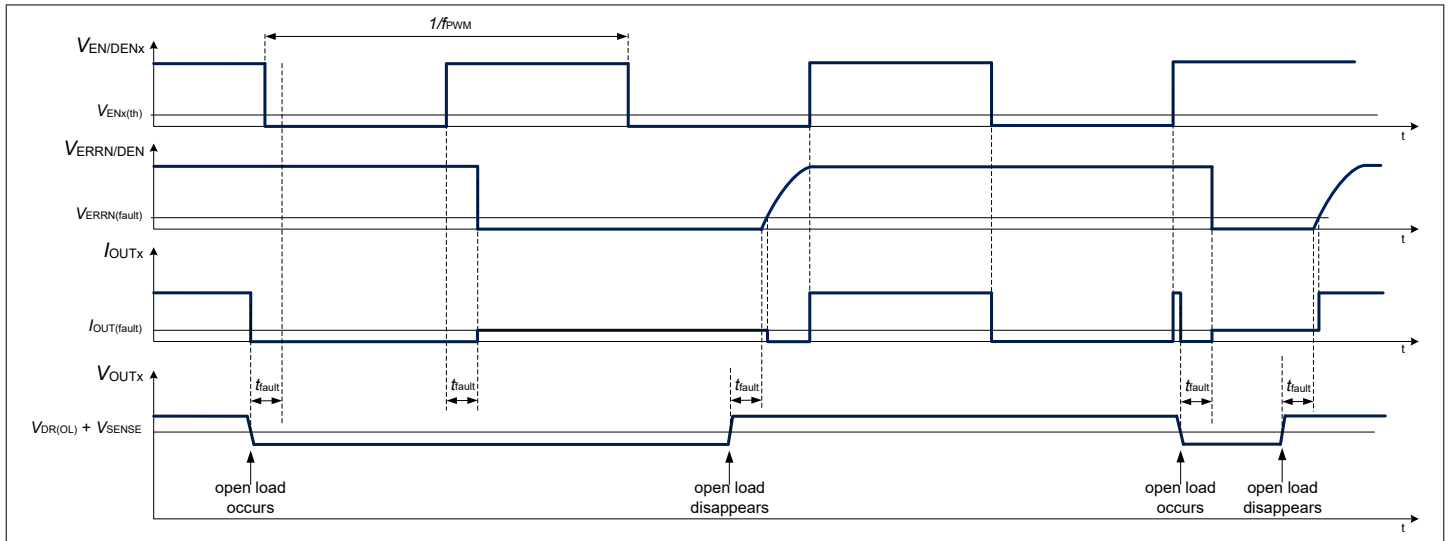 1/fPWM
VEN/DENx
VENx(th)
t
VERRN/DEN
VERRN(fault)
t
IOUTx
IOUT(fault)
t
VOUTx
tfault
tfault
tfault
tfault
tfault
VDR(OL) + VSENSE
open load
occurs
open load
disappears
open load
occurs
open load
disappears
t